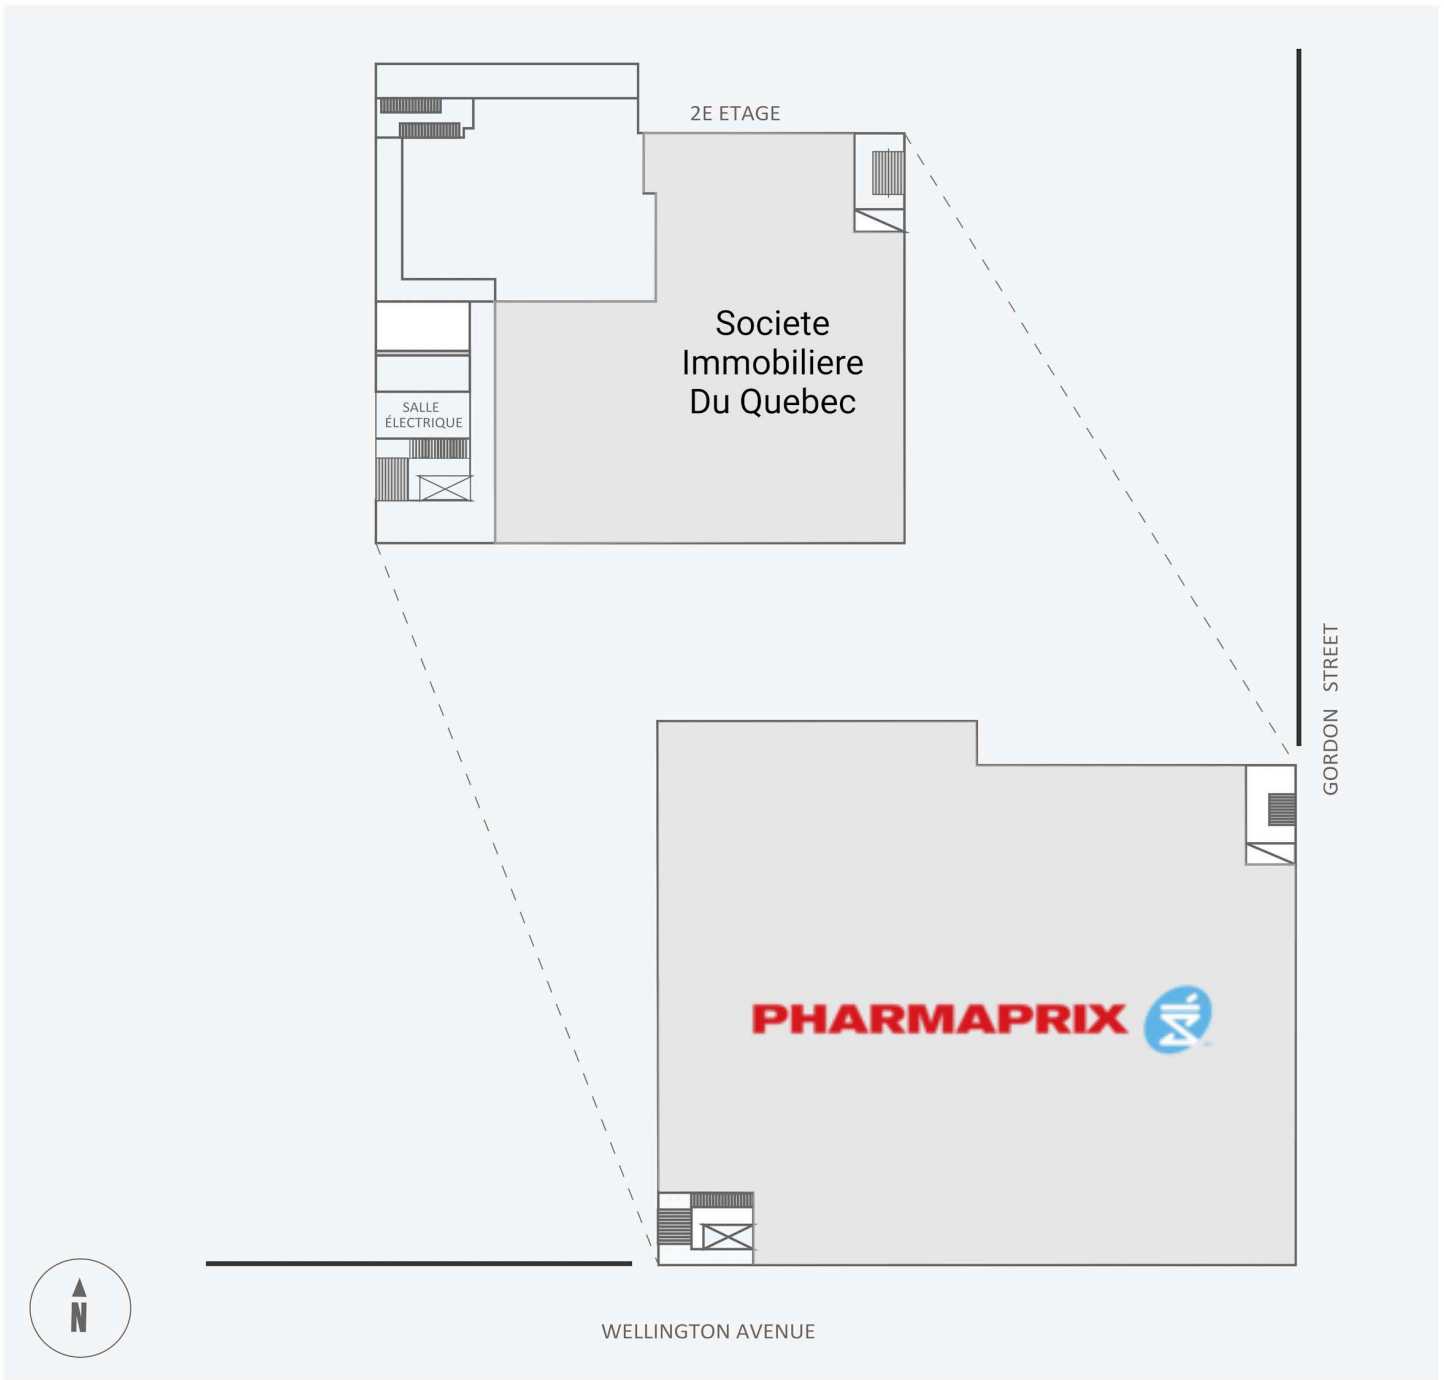 2E ETAGE
Societe
Immobiliere
Du Quebec
SALLE
ÉLECTRIQUE
GORDON STREET
PHARMAPRIX
WELLINGTON AVENUE
N